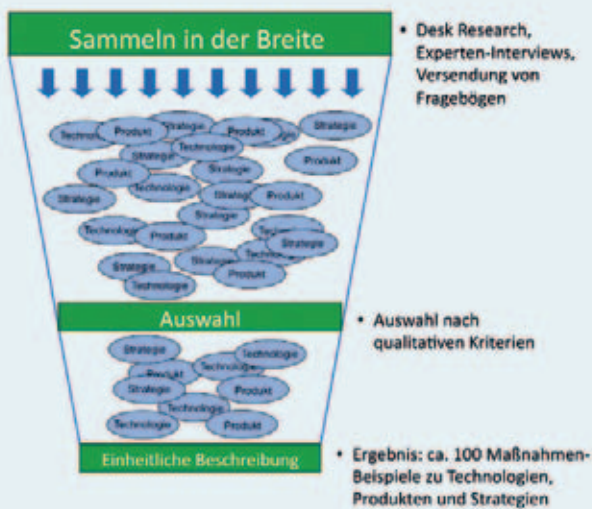 Sammeln in der Breite
• Desk Research,
Experten-Interviews,
Versendung von
Fragebögen
Produkt
Strategie
Produkt
Strategie
Technologie
Strategie
Produkt
Strategie
Produkt
Technologie
Strategie
Produkt
Strategie
Technologie
Produkt
Strategie
Strategie
Strategie
Produkt
Technologie
Auswahl
• Auswahl nach
qualitativen Kriterien
Strategie
Technologie
Produkt
Strategie
Produkt
Technologie
Technologie
Produkt
Einheitliche Beschreibung
• Ergebnis: ca. 100 Maßnahmen-
Beispiele zu Technologien,
Produkten und Strategien